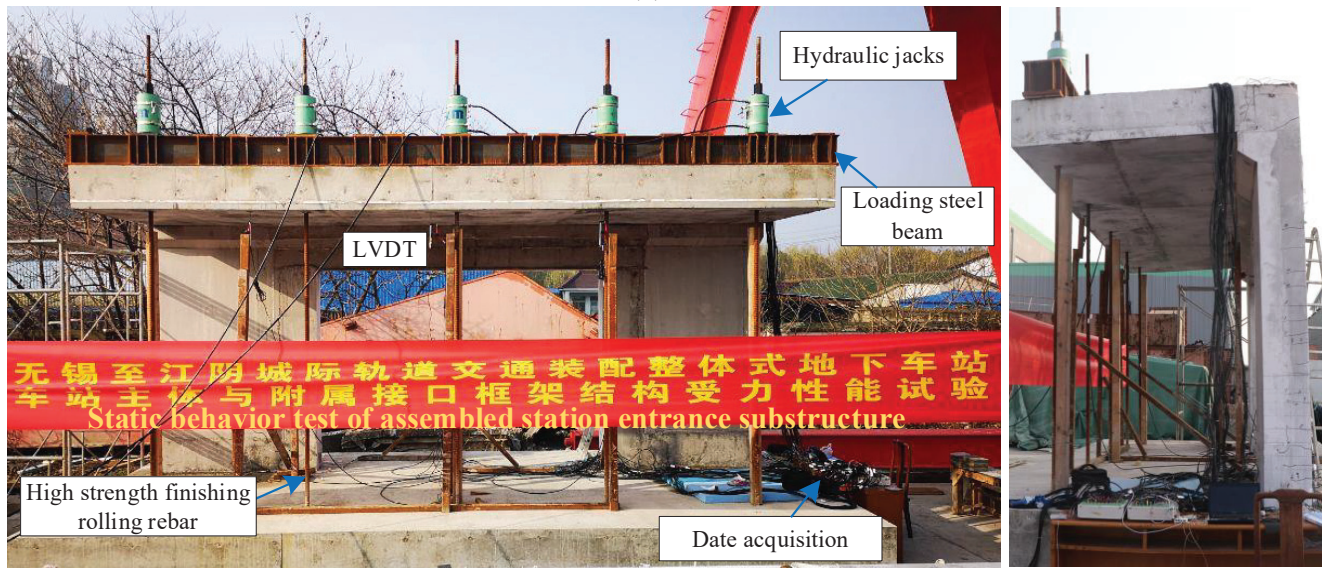 Hydraulic jacks
Loading steel
beam
LVDT
无锡至江阴城际轨道交通装配整体式地下车站
车站主体与附属接口框架结构受力性能试验
Static behavior test of assembled station entrance substructure
High strength finishing
rolling rebar
Date acquisition